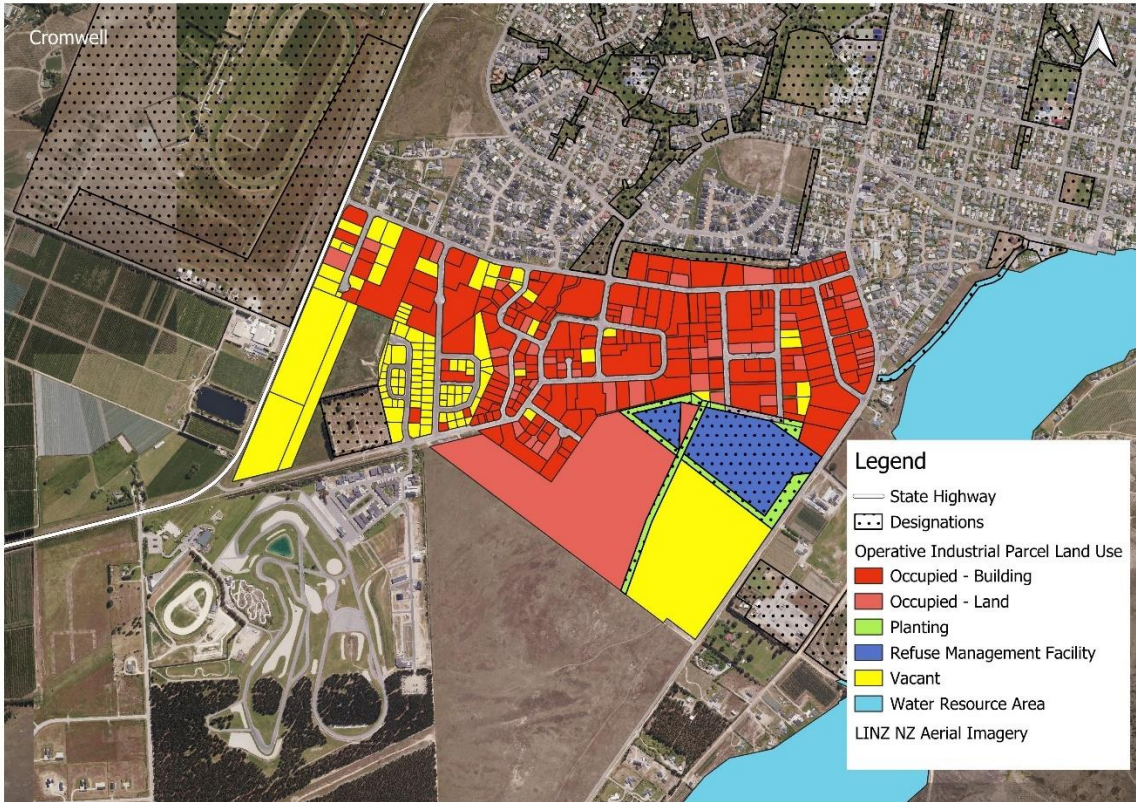 Cromwell
Legend
State Highway
Designations
Operative Industrial Parcel Land Use
Occupied - Building
Occupied - Land
Planting
Refuse Management Facility
Vacant
Water Resource Area
LINZ NZ Aerial Imagery